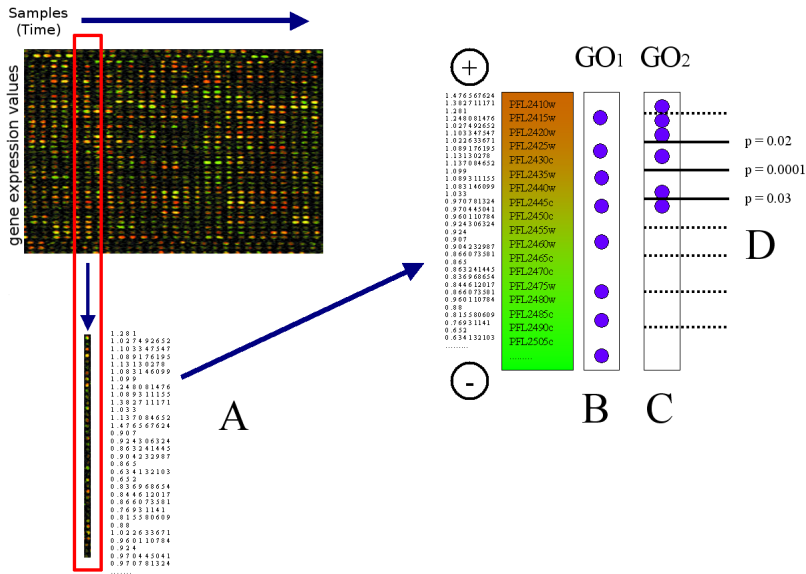 Samples
(Time)
gene expression values
1.281
1.027492652
1.103347547
1.089176195
1.13130278
1.083146099
1.099
1.248081476
1.089311155
1.382711171
1.033
1.137084652
1.476567624
0.907
0.924306324
0.863241445
0.904232987
0.865
0.634132103
0.652
0.836968654
0.844612017
0.866073581
0.76931141
0.815580609
0.88
1.022633671
0.960110784
0.924
0.970445041
0.970781324
........
A
+
1.476567624
1.382711171
1.281
1.248081476
1.027492652
1.103347547
1.022633671
1.089176195
1.13130278
1.137084652
1.099
1.089311155
1.083146099
1.033
0.970781324
0.970445041
0.960110784
0.924306324
0.924
0.907
0.904232987
0.866073581
0.865
0.863241445
0.836968654
0.844612017
0.866073581
0.960110784
0.88
0.815580609
0.76931141
0.652
0.634132103
.........
-
PFL2410w
PFL2415w
PFL2420w
PFL2425w
PFL2430c
PFL2435w
PFL2440w
PFL2445c
PFL2450c
PFL2455w
PFL2460w
PFL2465c
PFL2470c
PFL2475w
PFL2480w
PFL2485c
PFL2490c
PFL2505c
.........
GO1
B
GO2
C
p = 0.02
p = 0.0001
p = 0.03
D